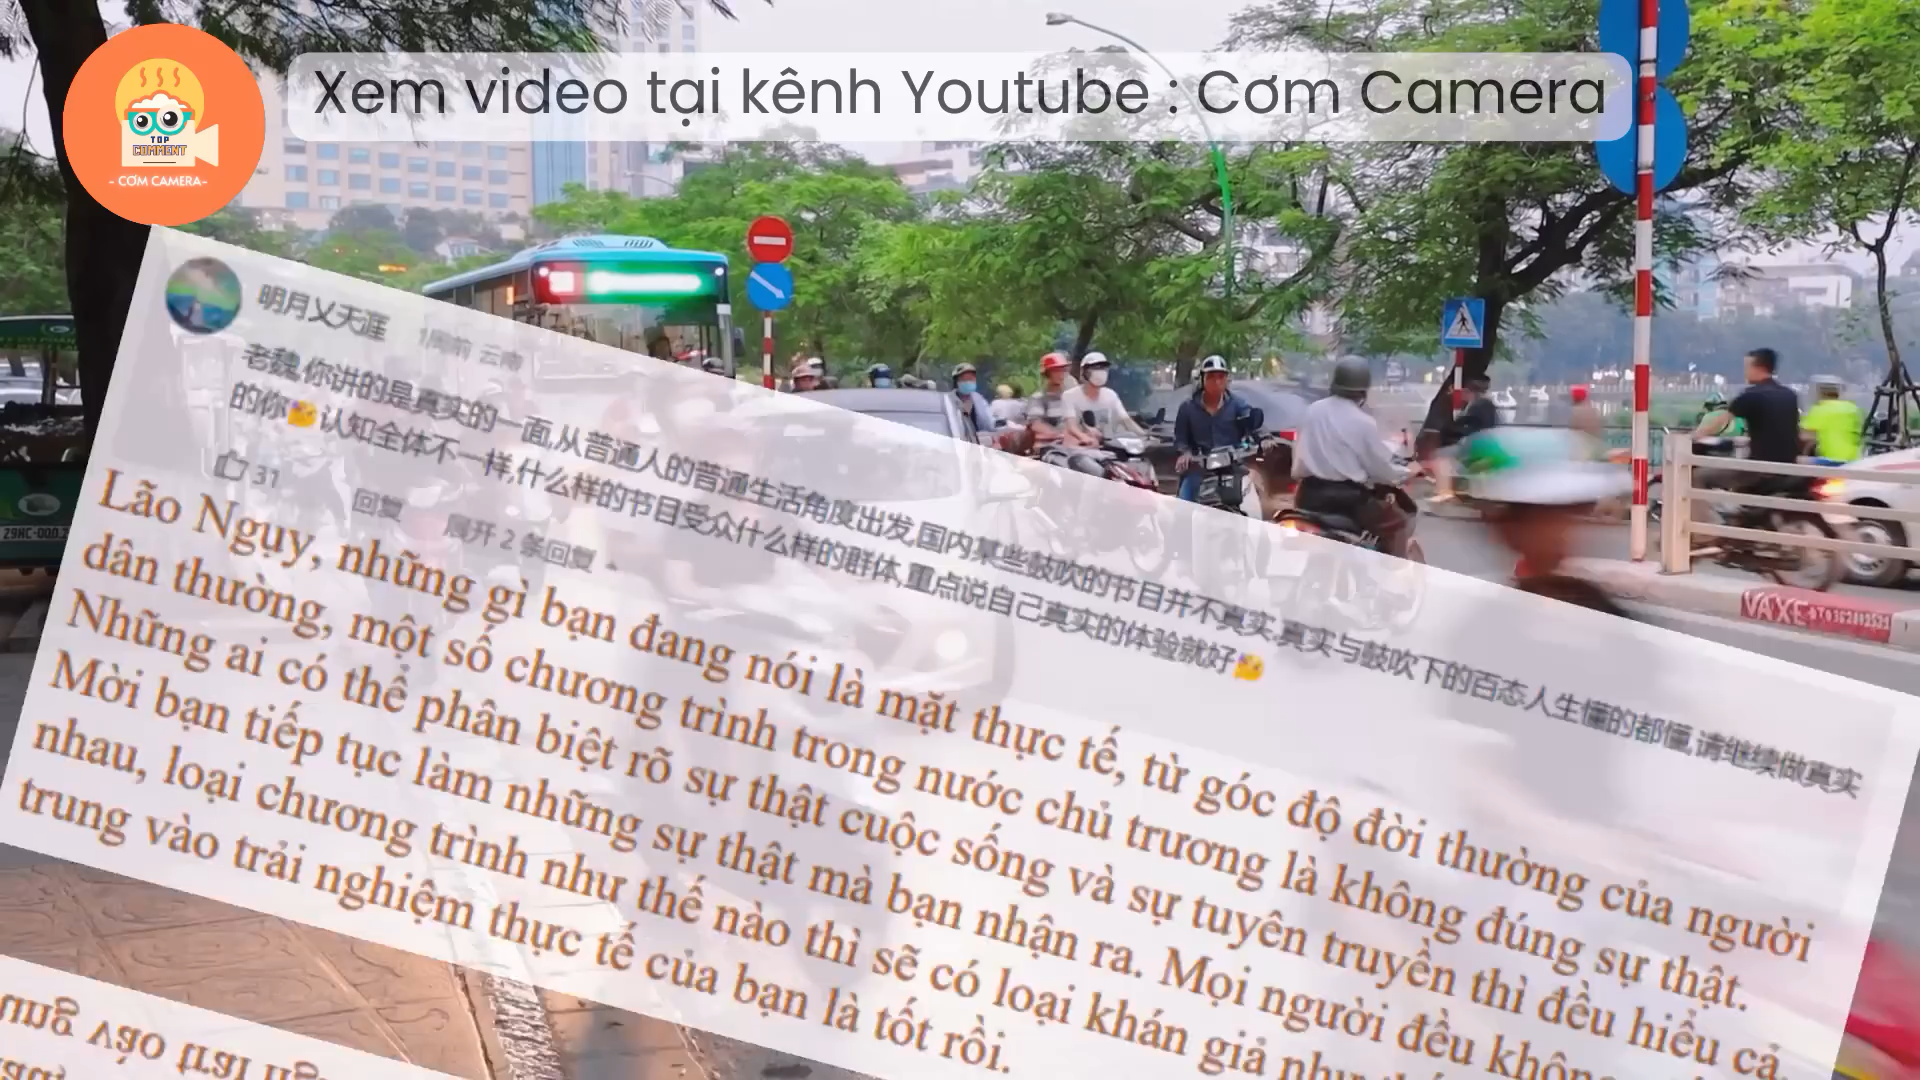 Xem video tại kênh Youtube : Cơm Camera
TOP
COMMENT
- CƠM CAMERA-
明月乂天涯 1周前 云南
老魏,你讲的是真实的一面,从普通人的普通生活角度出发,国内某些鼓吹的节目并不真实,真实与鼓吹下的百态人生懂的都懂,请继续做真实
的你 认知全体不一样,什么样的节目受众什么样的群体,重点说自己真实的体验就好
31 回复 展开 2 条回复
Lão Ngụy, những gì bạn đang nói là mặt thực tế, từ góc độ đời thường của người
dân thường, một số chương trình trong nước chủ trương là không đúng sự thật.
Những ai có thể phân biệt rõ sự thật cuộc sống và sự tuyên truyền thì đều hiểu cả.
Mời bạn tiếp tục làm những sự thật mà bạn nhận ra. Mọi người đều không
nhau, loại chương trình như thế nào thì sẽ có loại khán giả như
trung vào trải nghiệm thực tế của bạn là tốt rồi.
VÁ XE